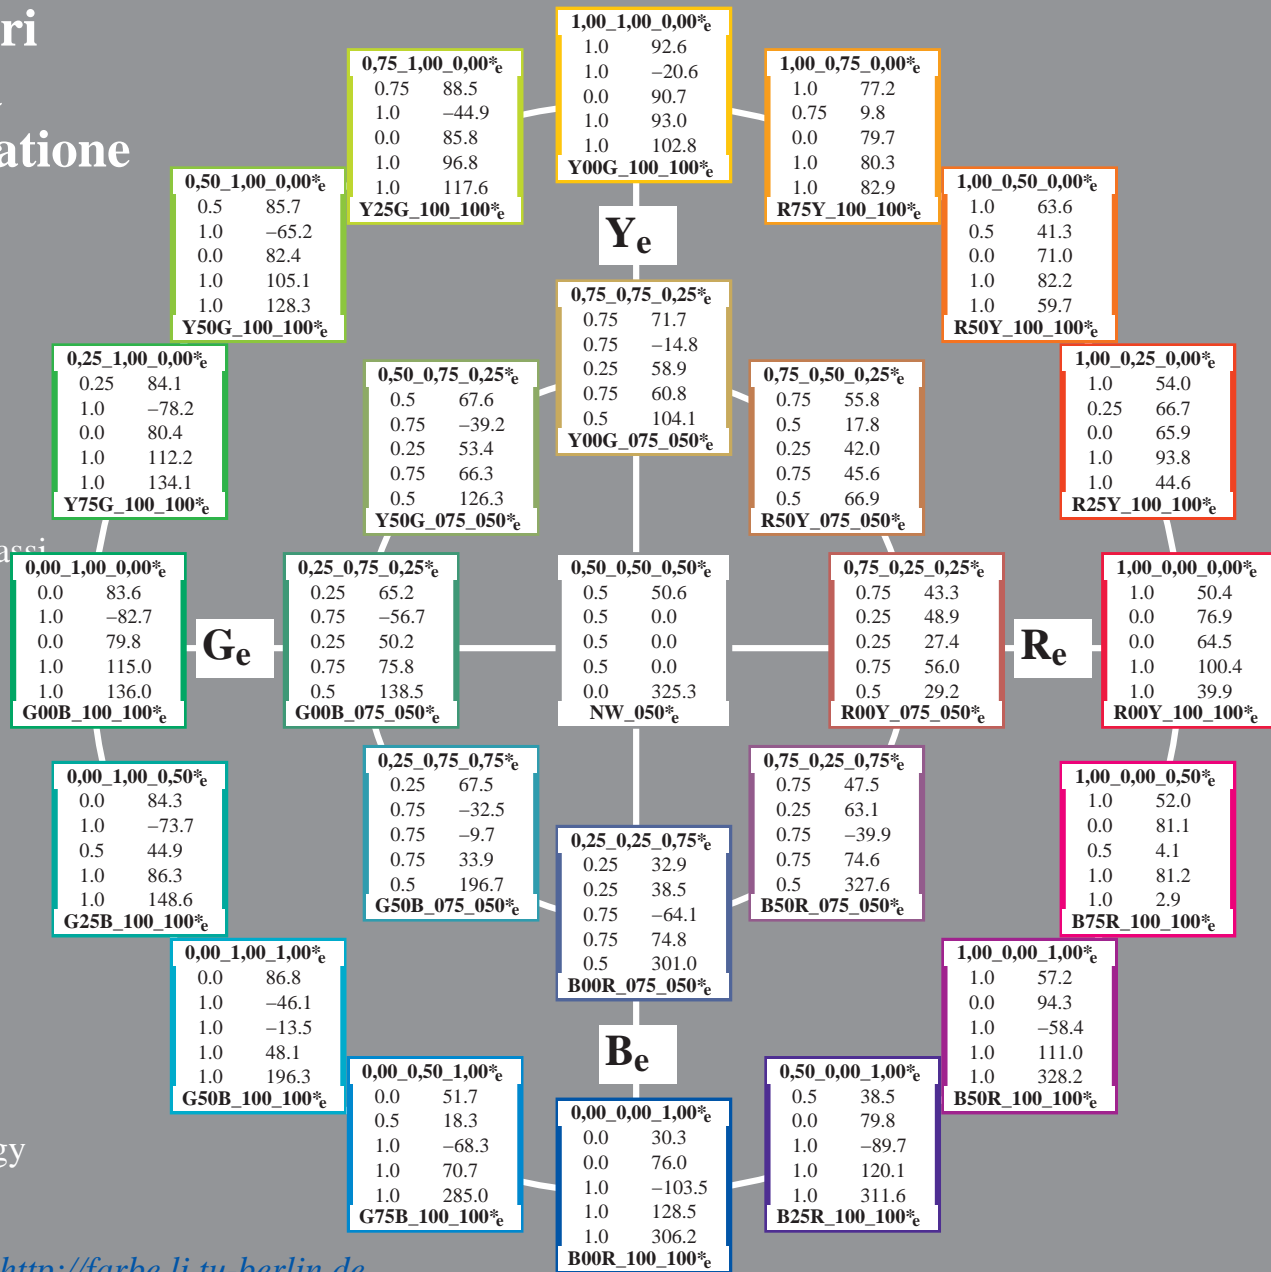 ri
atione
1,00_1,00_0,00*e
1.0 92.6
1.0 –20.6
0.0 90.7
1.0 93.0
1.0 102.8
Y00G_100_100*e
0,75_1,00_0,00*e
0.75 88.5
1.0 –44.9
0.0 85.8
1.0 96.8
1.0 117.6
Y25G_100_100*e
1,00_0,75_0,00*e
1.0 77.2
0.75 9.8
0.0 79.7
1.0 80.3
1.0 82.9
R75Y_100_100*e
0,50_1,00_0,00*e
0.5 85.7
1.0 –65.2
0.0 82.4
1.0 105.1
1.0 128.3
Y50G_100_100*e
Ye
1,00_0,50_0,00*e
1.0 63.6
0.5 41.3
0.0 71.0
1.0 82.2
1.0 59.7
R50Y_100_100*e
0,75_0,75_0,25*e
0.75 71.7
0.75 –14.8
0.25 58.9
0.75 60.8
0.5 104.1
Y00G_075_050*e
0,25_1,00_0,00*e
0.25 84.1
1.0 –78.2
0.0 80.4
1.0 112.2
1.0 134.1
Y75G_100_100*e
0,50_0,75_0,25*e
0.5 67.6
0.75 –39.2
0.25 53.4
0.75 66.3
0.5 126.3
Y50G_075_050*e
0,75_0,50_0,25*e
0.75 55.8
0.5 17.8
0.25 42.0
0.75 45.6
0.5 66.9
R50Y_075_050*e
1,00_0,25_0,00*e
1.0 54.0
0.25 66.7
0.0 65.9
1.0 93.8
1.0 44.6
R25Y_100_100*e
assi
0,00_1,00_0,00*e
0.0 83.6
1.0 –82.7
0.0 79.8
1.0 115.0
1.0 136.0
G00B_100_100*e
Ge
0,25_0,75_0,25*e
0.25 65.2
0.75 –56.7
0.25 50.2
0.75 75.8
0.5 138.5
G00B_075_050*e
0,50_0,50_0,50*e
0.5 50.6
0.5 0.0
0.5 0.0
0.5 0.0
0.0 325.3
NW_050*e
0,75_0,25_0,25*e
0.75 43.3
0.25 48.9
0.25 27.4
0.75 56.0
0.5 29.2
R00Y_075_050*e
Re
1,00_0,00_0,00*e
1.0 50.4
0.0 76.9
0.0 64.5
1.0 100.4
1.0 39.9
R00Y_100_100*e
0,00_1,00_0,50*e
0.0 84.3
1.0 –73.7
0.5 44.9
1.0 86.3
1.0 148.6
G25B_100_100*e
0,25_0,75_0,75*e
0.25 67.5
0.75 –32.5
0.75 –9.7
0.75 33.9
0.5 196.7
G50B_075_050*e
0,75_0,25_0,75*e
0.75 47.5
0.25 63.1
0.75 –39.9
0.75 74.6
0.5 327.6
B50R_075_050*e
1,00_0,00_0,50*e
1.0 52.0
0.0 81.1
0.5 4.1
1.0 81.2
1.0 2.9
B75R_100_100*e
0,25_0,25_0,75*e
0.25 32.9
0.25 38.5
0.75 –64.1
0.75 74.8
0.5 301.0
B00R_075_050*e
0,00_1,00_1,00*e
0.0 86.8
1.0 –46.1
1.0 –13.5
1.0 48.1
1.0 196.3
G50B_100_100*e
Be
1,00_0,00_1,00*e
1.0 57.2
0.0 94.3
1.0 –58.4
1.0 111.0
1.0 328.2
B50R_100_100*e
0,00_0,50_1,00*e
0.0 51.7
0.5 18.3
1.0 –68.3
1.0 70.7
1.0 285.0
G75B_100_100*e
0,50_0,00_1,00*e
0.5 38.5
0.0 79.8
1.0 –89.7
1.0 120.1
1.0 311.6
B25R_100_100*e
0,00_0,00_1,00*e
0.0 30.3
0.0 76.0
1.0 –103.5
1.0 128.5
1.0 306.2
B00R_100_100*e
gy
http://farbe.li.tu-berlin.de